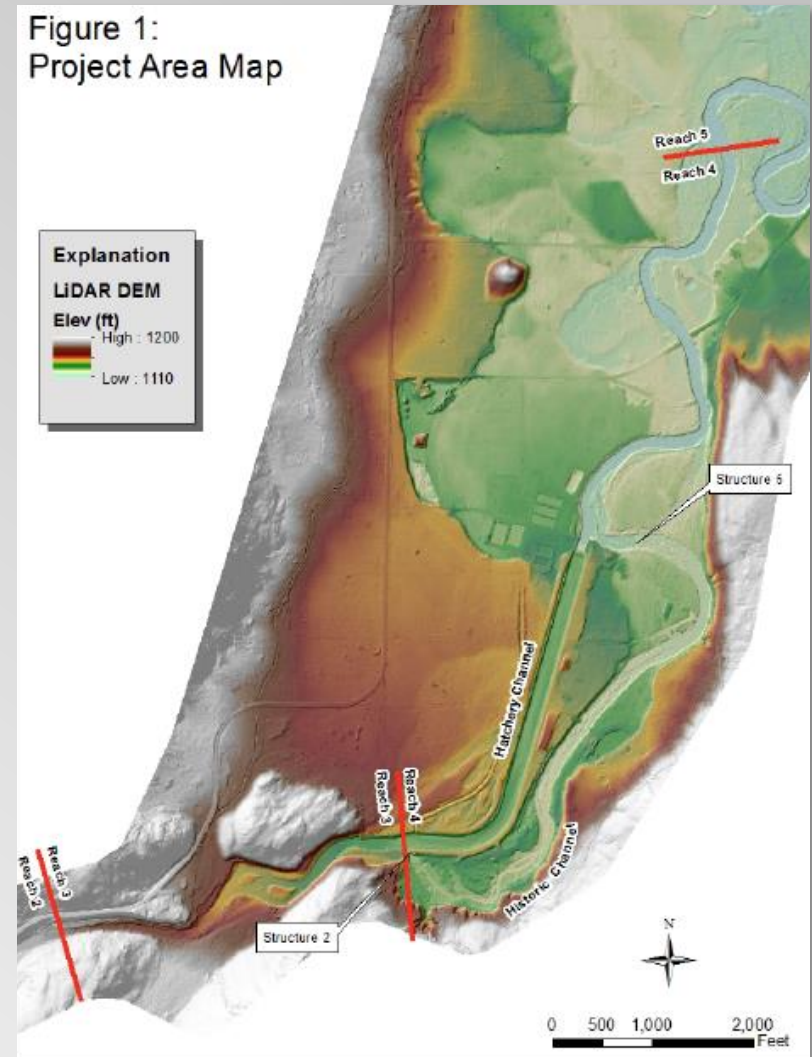 Figure 1:
Project Area Map
Reach 5
Reach 4
Explanation
LiDAR DEM
Elev (ft)
High : 1200
Low : 1110
Structure 5
Hatchery Channel
Reach 4
Reach 3
Historic Channel
Reach 3
Reach 2
Structure 2
N
0 500 1,000 2,000
Feet